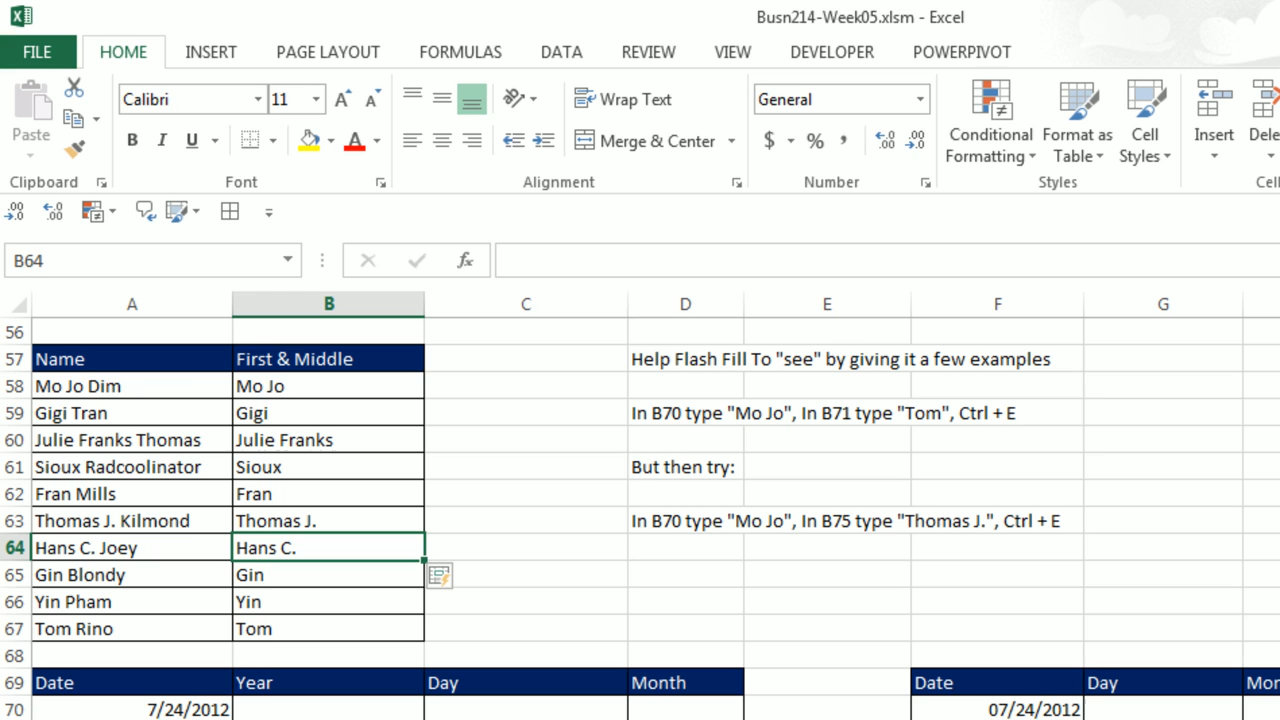 Busn214-Week05.xlsm - Excel
FILE HOME INSERT PAGE LAYOUT FORMULAS DATA REVIEW VIEW DEVELOPER POWERPIVOT
Calibri 11 Wrap Text General
Paste B I U A Merge & Center $ % , Conditional Formatting Format as Table Cell Styles Insert Dele
Clipboard Font Alignment Number Styles Cel
B64 fx
A B C D E F G
56
57 Name First & Middle Help Flash Fill To "see" by giving it a few examples
58 Mo Jo Dim Mo Jo
59 Gigi Tran Gigi In B70 type "Mo Jo", In B71 type "Tom", Ctrl + E
60 Julie Franks Thomas Julie Franks
61 Sioux Radcoolinator Sioux But then try:
62 Fran Mills Fran
63 Thomas J. Kilmond Thomas J. In B70 type "Mo Jo", In B75 type "Thomas J.", Ctrl + E
64 Hans C. Joey Hans C.
65 Gin Blondy Gin
66 Yin Pham Yin
67 Tom Rino Tom
68
69 Date Year Day Month Date Day Mor
70 7/24/2012 07/24/2012